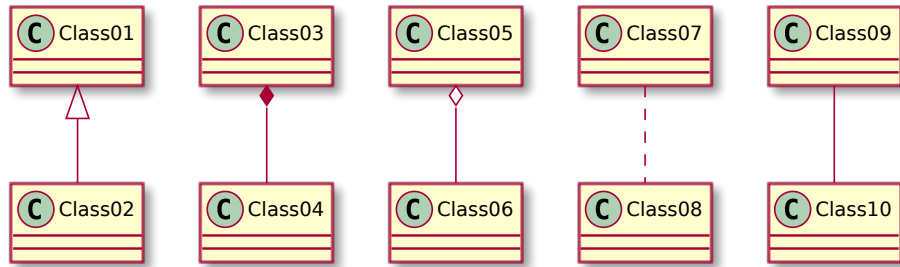 C Class01
C Class03
C Class05
C Class07
C Class09
C Class02
C Class04
C Class06
C Class08
C Class10